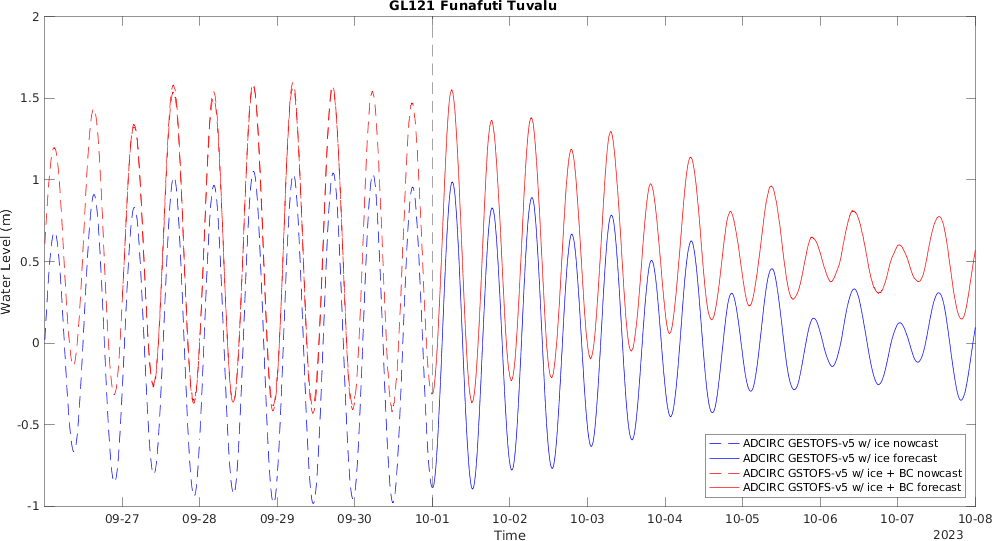 GL121 Funafuti Tuvalu
2
1.5
1
0.5
0
-0.5
-1
Water Level (m)
09-27 09-28 09-29 09-30 10-01 10-02 10-03 10-04 10-05 10-06 10-07 10-08
Time
2023
ADCIRC GESTOFS-v5 w/ ice nowcast
ADCIRC GESTOFS-v5 w/ ice forecast
ADCIRC GSTOFS-v5 w/ ice + BC nowcast
ADCIRC GSTOFS-v5 w/ ice + BC forecast